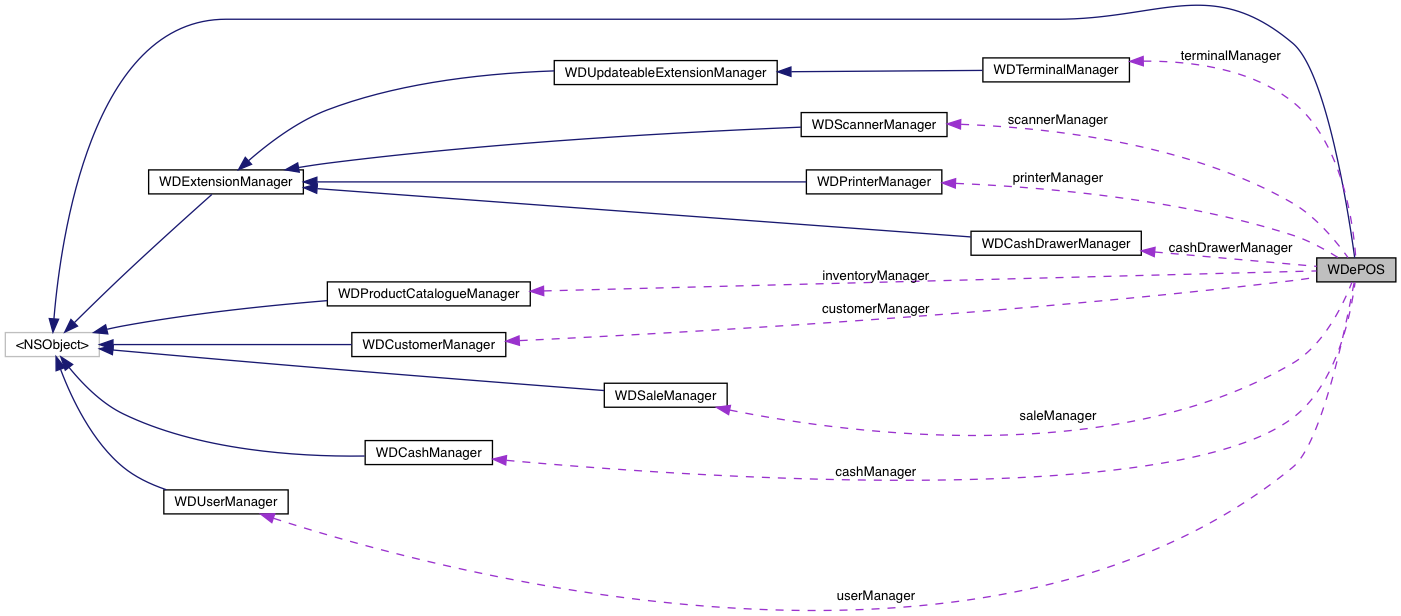 terminalManager
WDUpdateableExtensionManager
WDTerminalManager
scannerManager
WDScannerManager
printerManager
WDExtensionManager
WDPrinterManager
WDCashDrawerManager
cashDrawerManager
WDePOS
inventoryManager
WDProductCatalogueManager
customerManager
<NSObject>
WDCustomerManager
WDSaleManager
saleManager
WDCashManager
cashManager
WDUserManager
userManager